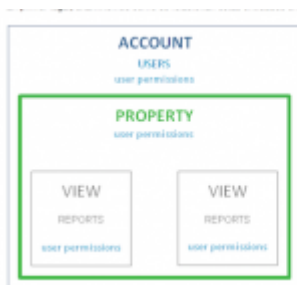 ACCOUNT
USERS
user permissions
PROPERTY
user permissions
VIEW
VIEW
REPORTS
REPORTS
user permissions
user permissions